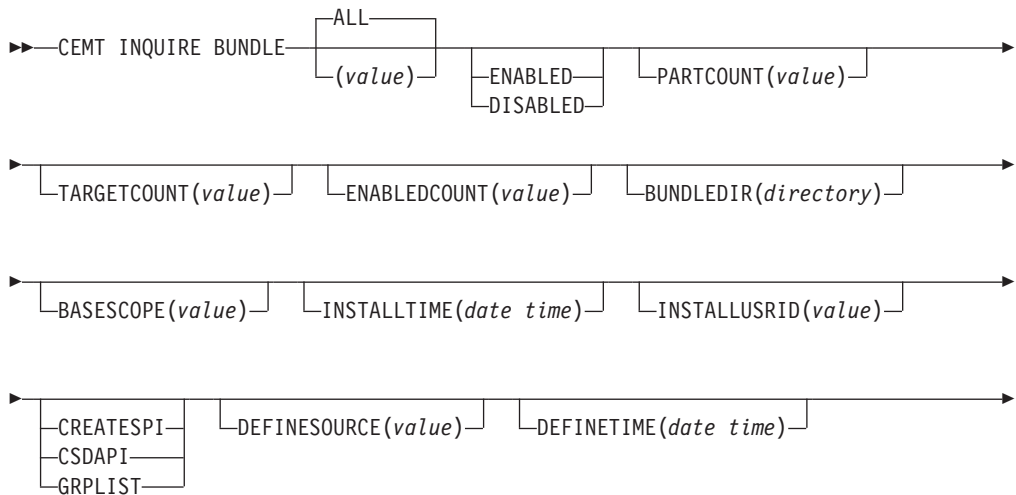 ALL
CEMT INQUIRE BUNDLE
(value)
ENABLED
DISABLED
PARTCOUNT(value)
TARGETCOUNT(value)
ENABLEDCOUNT(value)
BUNDLEDIR(directory)
BASESCOPE(value)
INSTALLTIME(date time)
INSTALLUSRID(value)
CREATESPI
CSDAPI
GRPLIST
DEFINESOURCE(value)
DEFINETIME(date time)